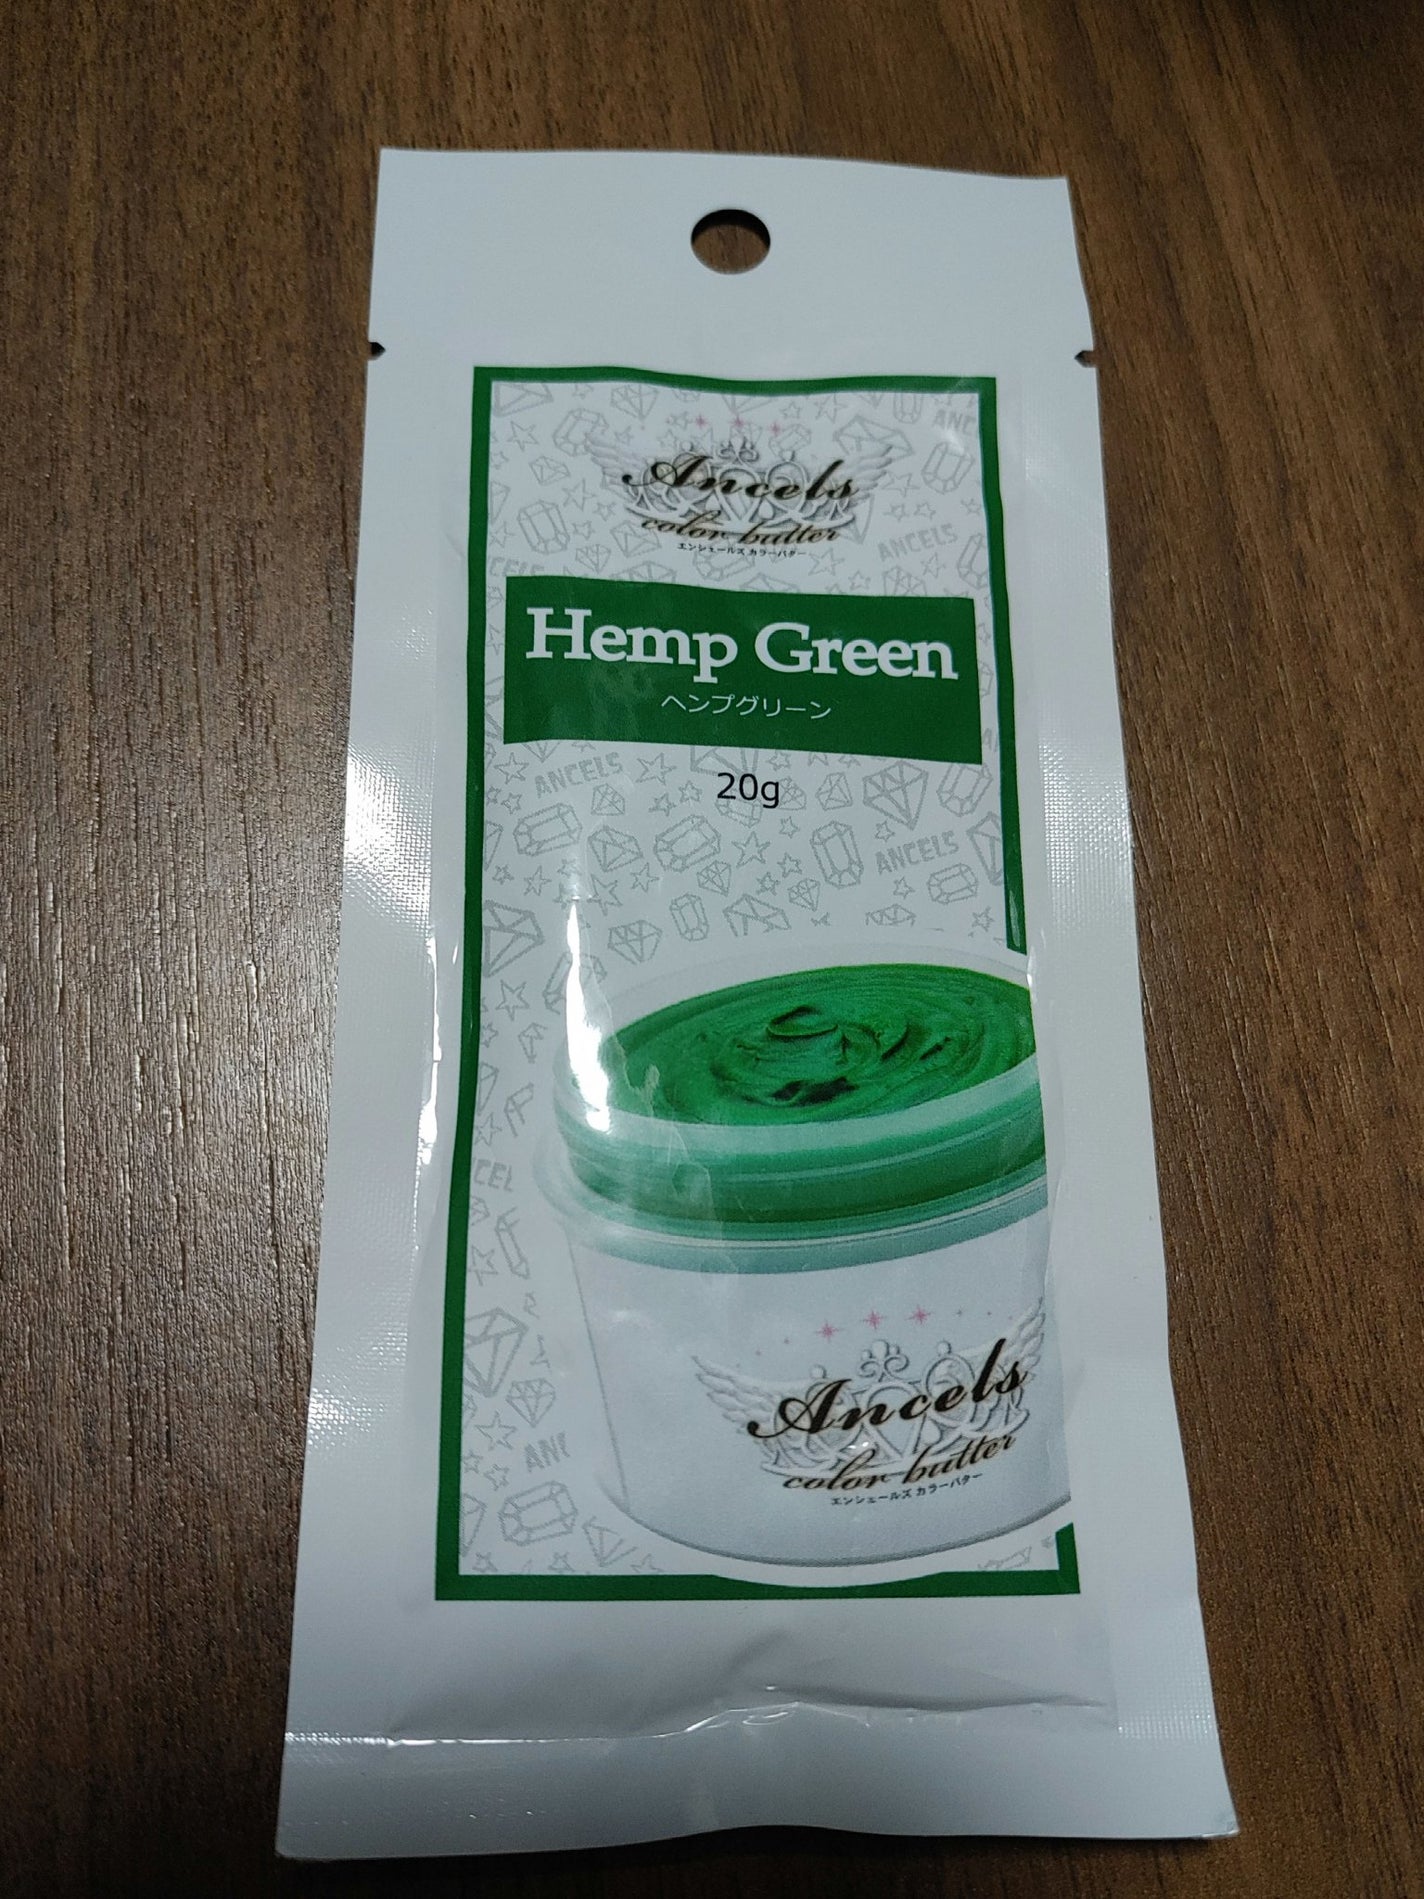 Ancels
color butter
エンシェールズ カラーバター
Hemp Green
ヘンプグリーン
20g
ANCELS
ANCELS
ANCELS
Ancels
color butter
エンシェールズ カラーバター